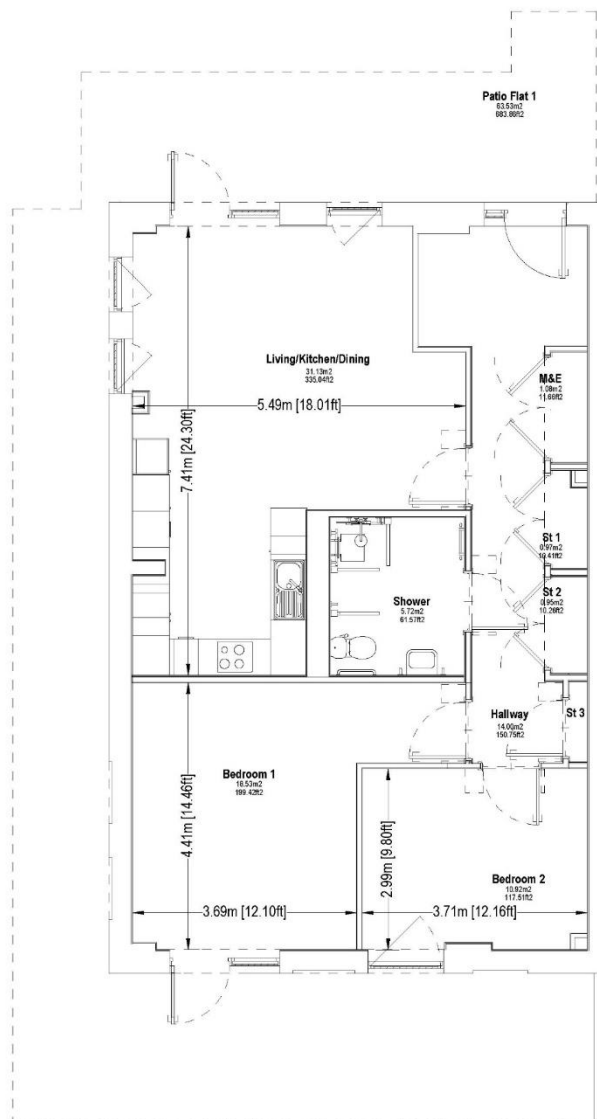 Patio Flat 1
63.53m2
683.86ft2
Living/Kitchen/Dining
31.13m2
335.04ft2
5.49m [18.01ft]
7.41m [24.30ft]
M&E
1.08m2
11.66ft2
St 1
0.97m2
10.41ft2
St 2
0.95m2
10.26ft2
Shower
5.72m2
61.57ft2
Hallway
14.00m2
150.75ft2
St 3
Bedroom 1
199.42ft2
4.41m [14.46ft]
3.69m [12.10ft]
2.99m [9.80ft]
Bedroom 2
10.92m2
117.51ft2
3.71m [12.16ft]